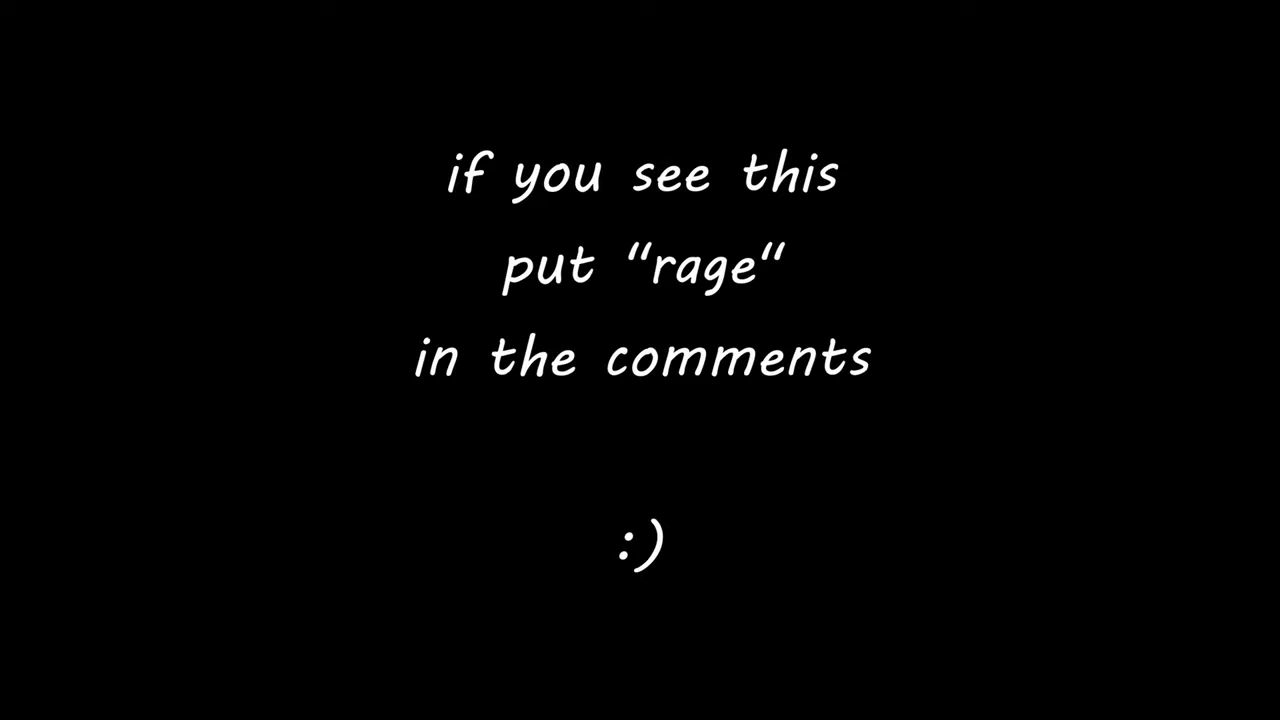 if you see this
put “rage“
in the comments
:)